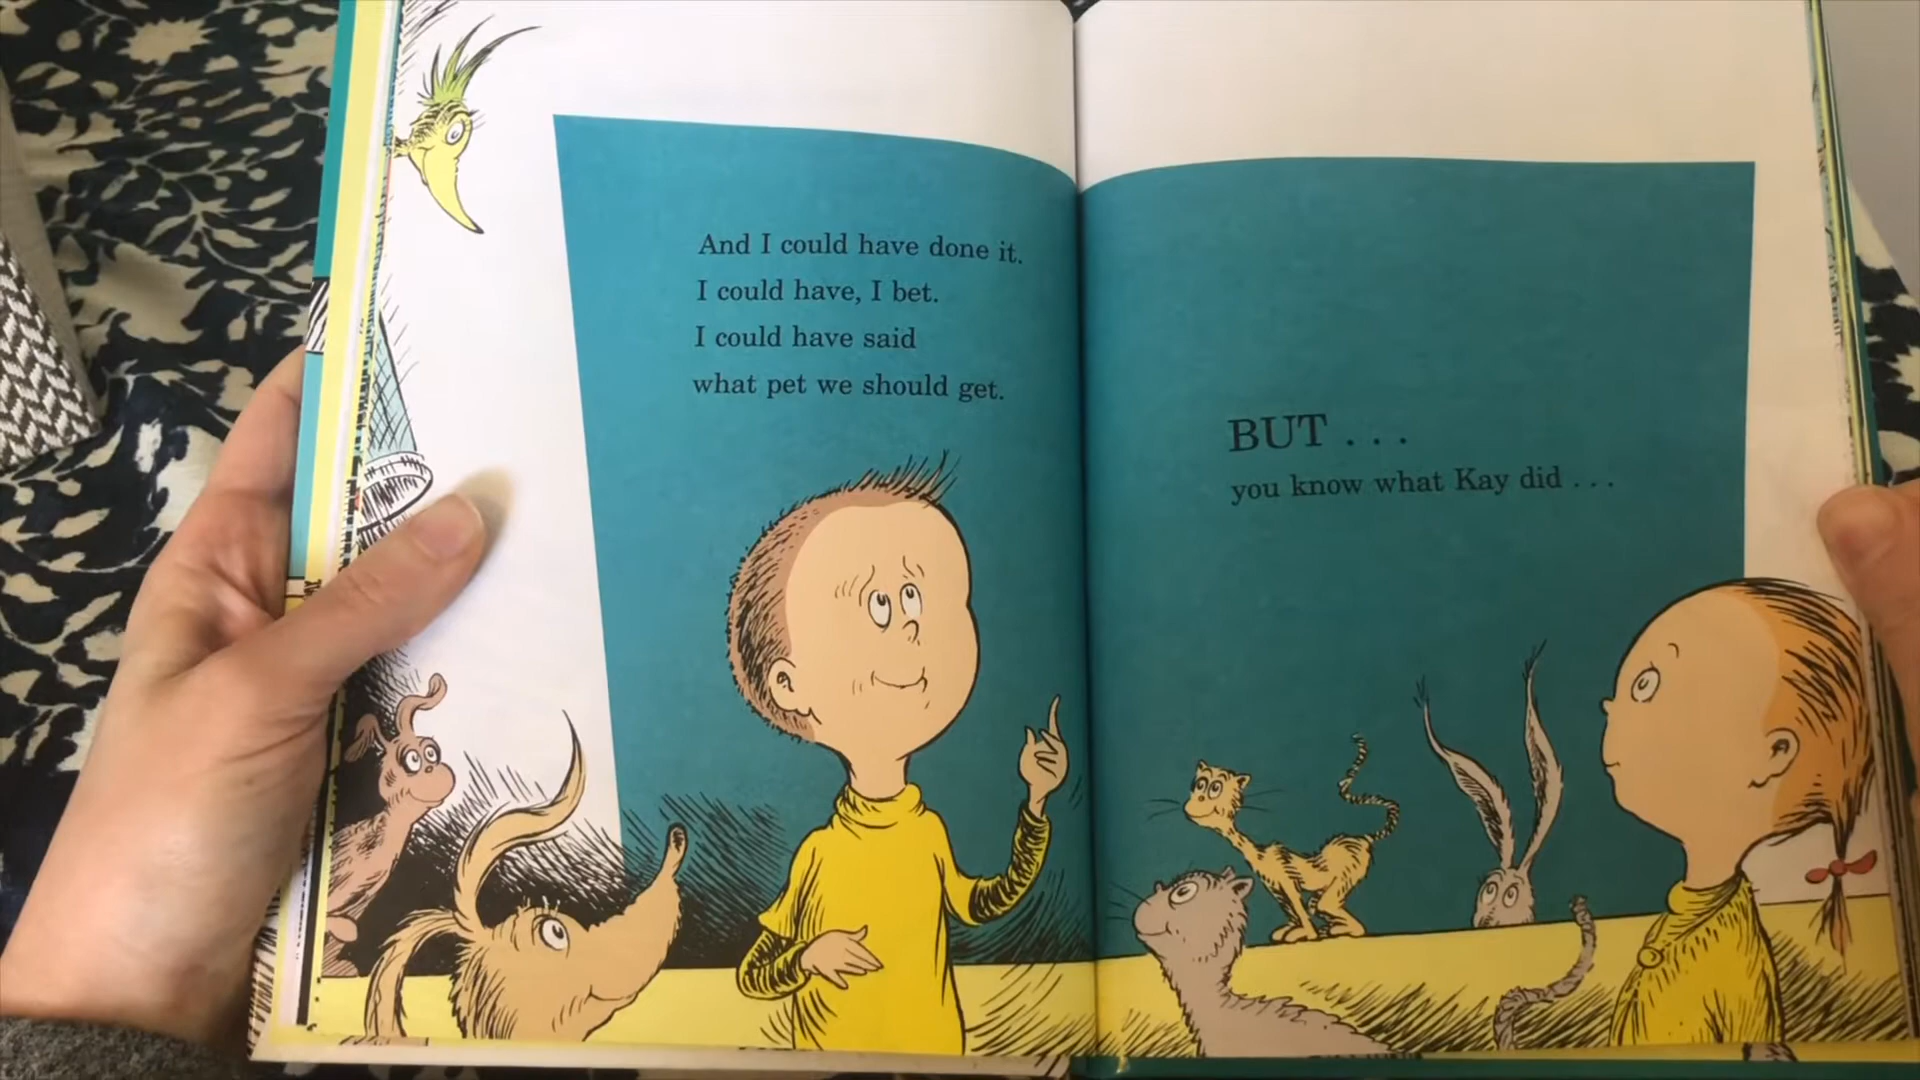 And I could have done it.
I could have, I bet.
I could have said
what pet we should get.
BUT . . .
you know what Kay did . . .